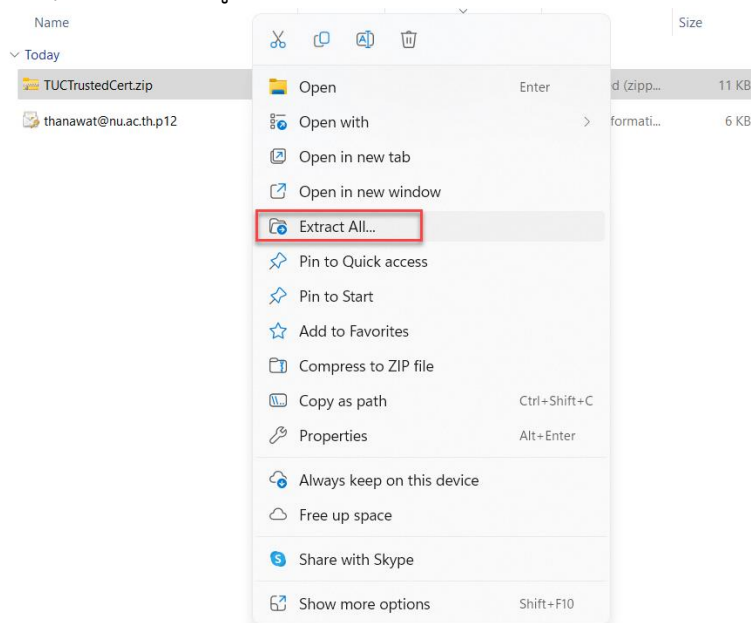 Name
Size
Today
TUCTrustedCert.zip
11 KB
thanawat@nu.ac.th.p12
6 KB
Open Enter
d (zipp...
Open with
formati...
Open in new tab
Open in new window
Extract All...
Pin to Quick access
Pin to Start
Add to Favorites
Compress to ZIP file
Copy as path Ctrl+Shift+C
Properties Alt+Enter
Always keep on this device
Free up space
Share with Skype
Show more options Shift+F10